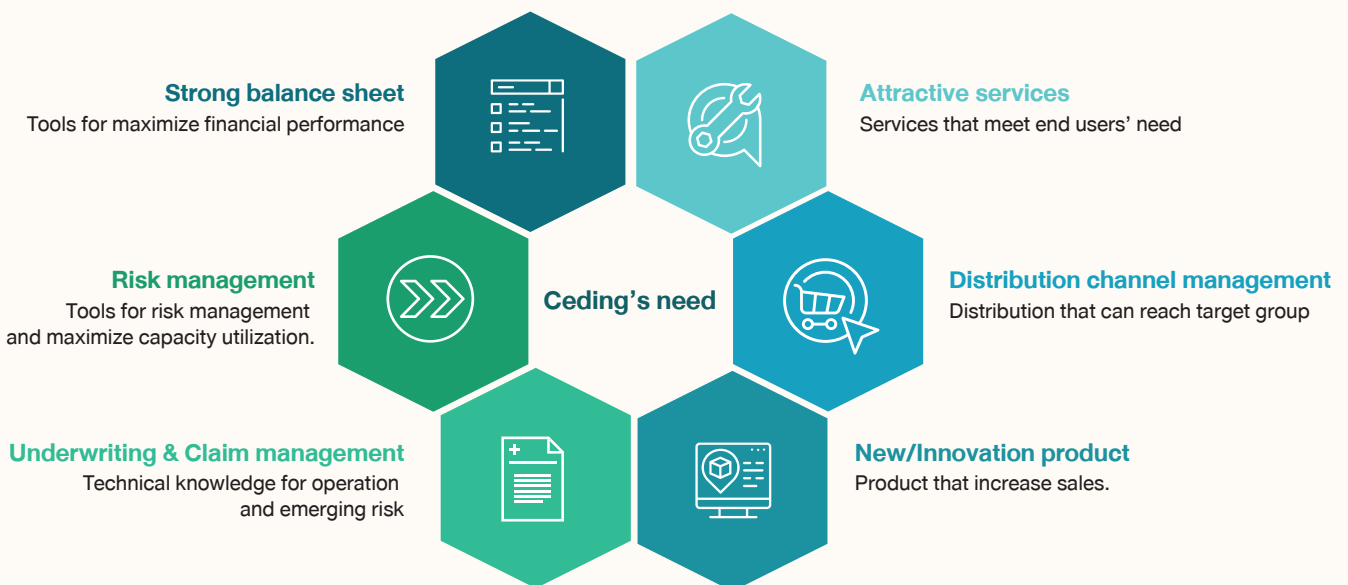 Strong balance sheet
Tools for maximize financial performance
Attractive services
Services that meet end users’ need
Risk management
Tools for risk management
and maximize capacity utilization.
Ceding’s need
Distribution channel management
Distribution that can reach target group
Underwriting & Claim management
Technical knowledge for operation
and emerging risk
New/Innovation product
Product that increase sales.